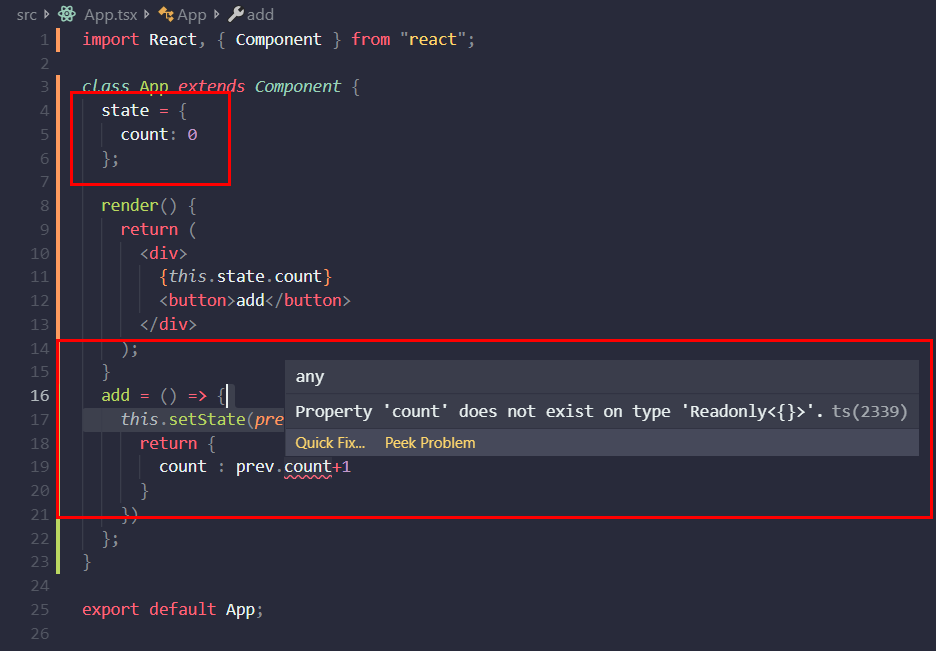 src App.tsx App add
1 import React, { Component } from "react";
2
3 class App extends Component {
4 state = {
5 count: 0
6 };
7
8 render() {
9 return (
10 <div>
11 {this.state.count}
12 <button>add</button>
13 </div>
14 );
15 }
any
16 add = () => {
Property 'count' does not exist on type 'Readonly<{}>'. ts(2339)
17 this.setState(pre
Quick Fix... Peek Problem
18 return {
19 count : prev.count+1
20 }
21 })
22 };
23 }
24
25 export default App;
26